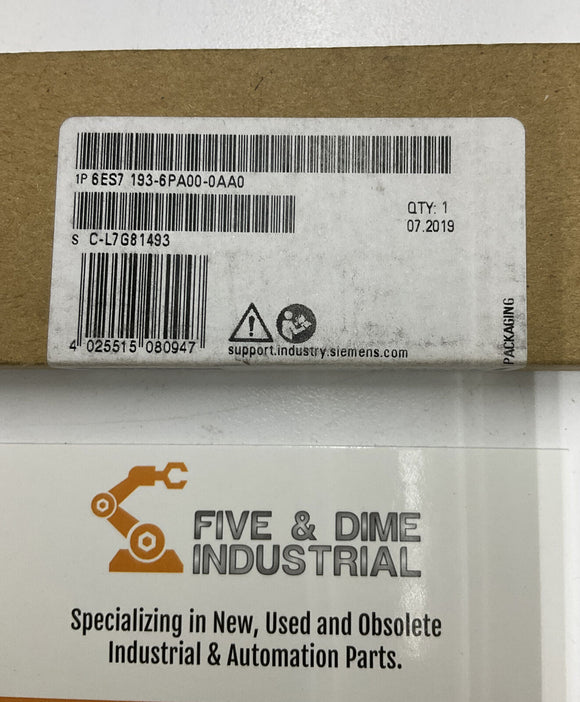 1P 6ES7 193-6PA00-0AA0
S C-L7G81493
QTY: 1
07.2019
4 025515 080947
support.industry.siemens.com
PACKAGING
FIVE & DIME
INDUSTRIAL
Specializing in New, Used and Obsolete
Industrial & Automation Parts.